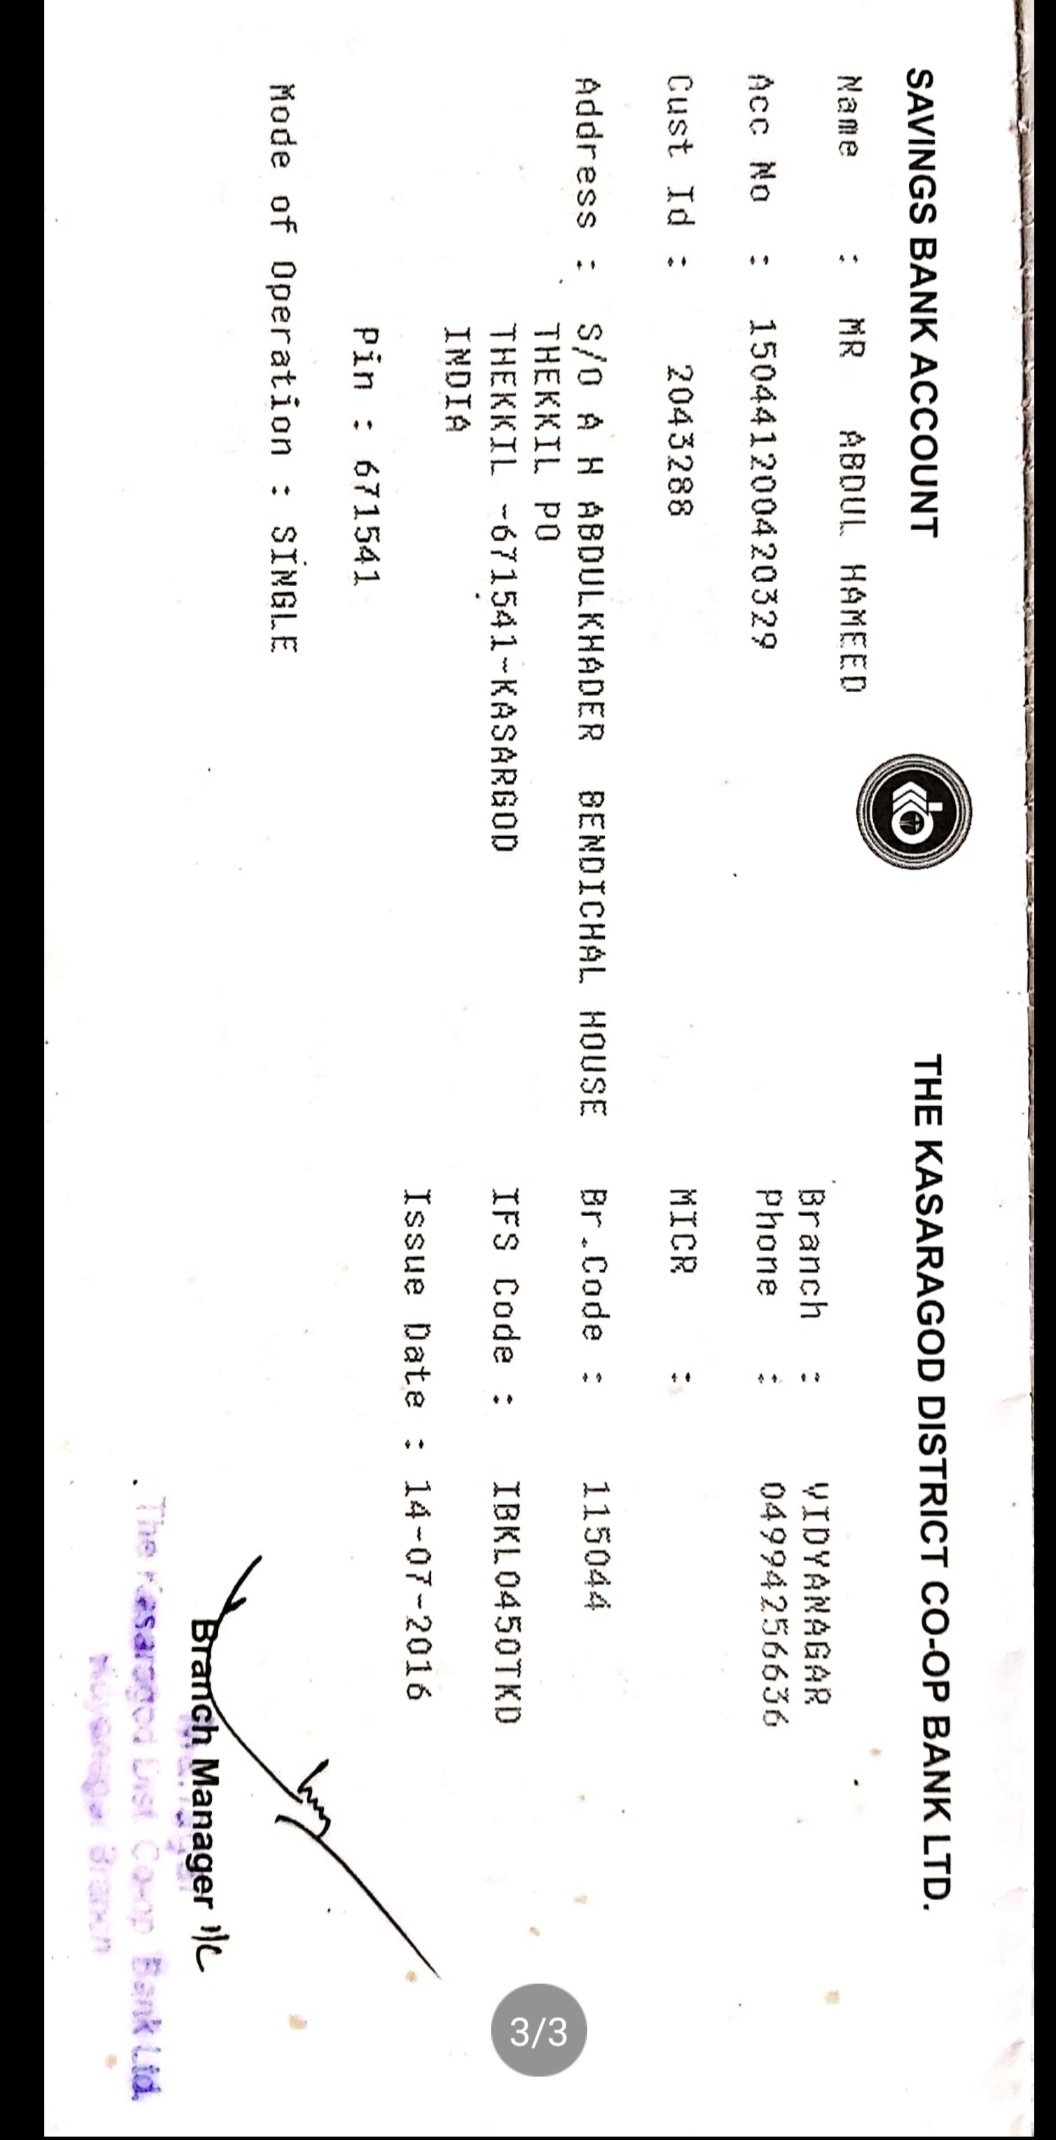 SAVINGS BANK ACCOUNT
THE KASARAGOD DISTRICT CO-OP BANK LTD.
Name : MR ABDUL HAMEED
Branch : VIDYANAGAR
Phone : 04994256636
Acc No : 150441200420329
Cust Id : 2043288
MICR :
Address : S/O A H ABDULKHADER BENDICHAL HOUSE
Br.Code : 115044
THEKKIL PO
THEKKIL -671541-KASARGOD
IFS Code : IBKL0450TKD
INDIA
Issue Date : 14-07-2016
Pin : 671541
Mode of Operation : SINGLE
Branch Manager I/C
The Kasaragod Dist Co-op Bank Ltd.
Branch
3/3